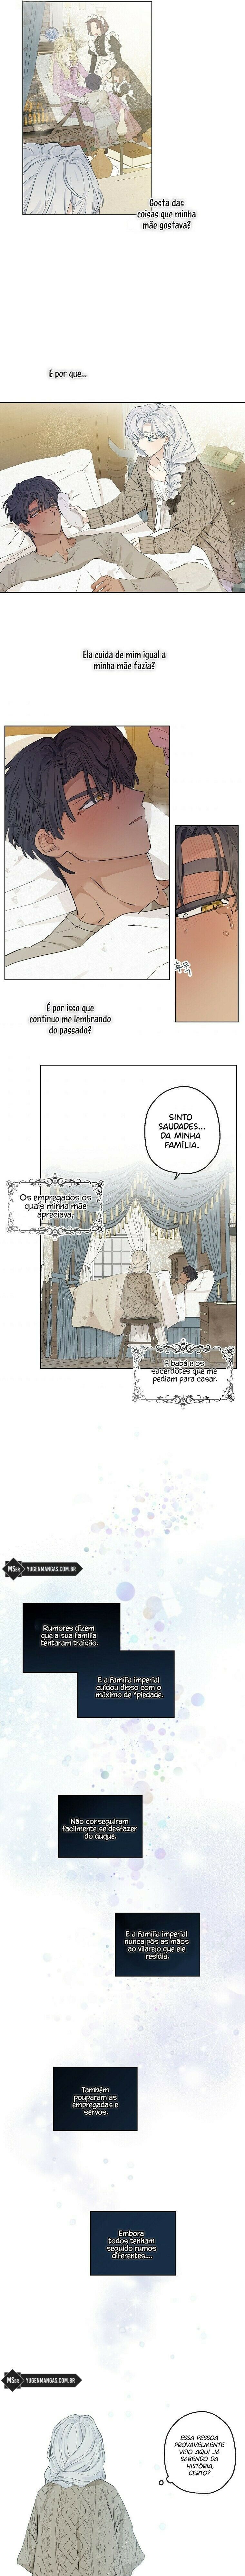 Gosta das
coisas que minha
mãe gostava?
E por que...
Ela cuida de mim igual a
minha mãe fazia?
É por isso que
continuo me lembrando
do passado?
SINTO
SAUDADES...
DA MINHA
FAMÍLIA.
Os empregados os
quais minha mãe
apreciava.
A babá e os
sacerdotes que me
pediam para casar.
MSBR YUGENMANGAS.COM.BR
Rumores dizem
que a sua família
tentaram traição.
E a família imperial
cuidou disso com o
máximo de *piedade.
Não conseguiram
facilmente se desfazer
do duque.
E a família imperial
nunca pôs as mãos
ao vilarejo que ele
residia.
Também
pouparam as
empregadas e
servos.
Embora
todos tenham
seguido rumos
diferentes....
MSBR YUGENMANGAS.COM.BR
ESSA PESSOA
PROVAVELMENTE
VEIO AQUI JÁ
SABENDO DA
HISTÓRIA,
CERTO?